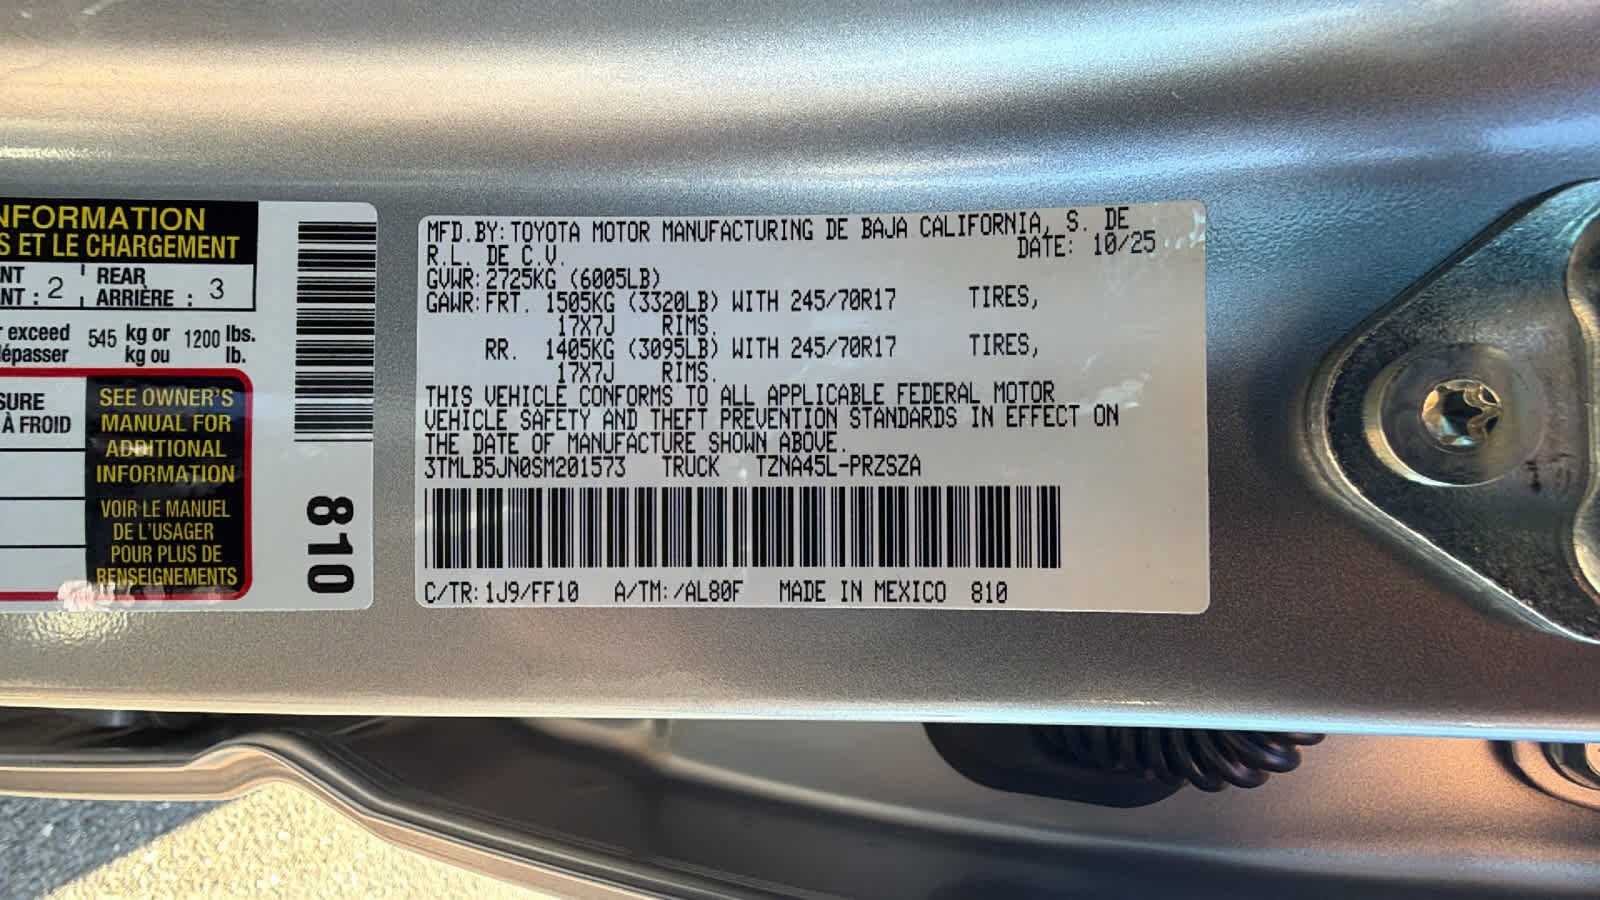 NFORMATION
S ET LE CHARGEMENT
NT : 2 REAR
NT : 2 ARRIÈRE : 3
r exceed 545 kg or 1200 lbs.
épasser kg ou lb.
SURE
À FROID
SEE OWNER'S
MANUAL FOR
ADDITIONAL
INFORMATION
VOIR LE MANUEL
DE L'USAGER
POUR PLUS DE
RENSEIGNEMENTS
810
MFD.BY: TOYOTA MOTOR MANUFACTURING DE BAJA CALIFORNIA, S. DE
R.L. DE C.V. DATE: 10/25
GVWR: 2725KG (6005LB)
GAWR: FRT. 1505KG (3320LB) WITH 245/70R17 TIRES,
17X7J RIMS.
RR. 1405KG (3095LB) WITH 245/70R17 TIRES,
17X7J RIMS.
THIS VEHICLE CONFORMS TO ALL APPLICABLE FEDERAL MOTOR
VEHICLE SAFETY AND THEFT PREVENTION STANDARDS IN EFFECT ON
THE DATE OF MANUFACTURE SHOWN ABOVE.
3TMLB5JN0SM201573 TRUCK TZNA45L-PRZSZA
C/TR: 1J9/FF10 A/TM: /AL80F MADE IN MEXICO 810